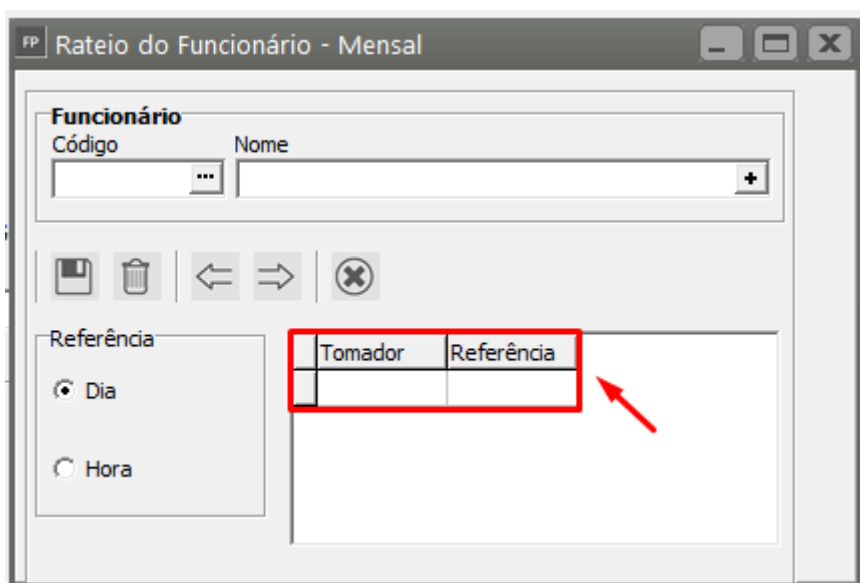 FP Rateio do Funcionário - Mensal
Funcionário
Código Nome
Referência
Tomador Referência
Dia
Hora